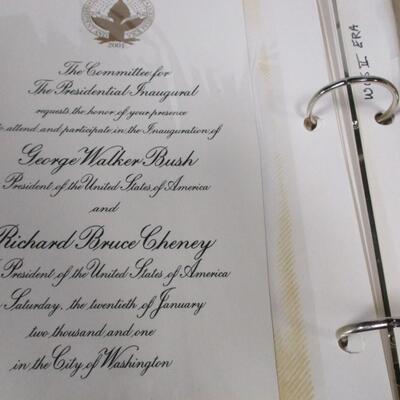 2001
The Committee for
The Presidential Inaugural
requests the honor of your presence
to attend and participate in the Inauguration of
George Walker Bush
President of the United States of America
and
Richard Bruce Cheney
President of the United States of America
Saturday, the twentieth of January
two thousand and one
in the City of Washington
ERA